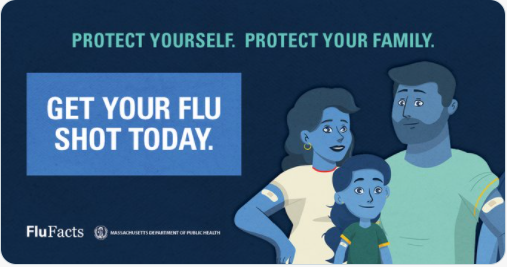 PROTECT YOURSELF. PROTECT YOUR FAMILY.
GET YOUR FLU
SHOT TODAY.
FluFacts
MASSACHUSETTS DEPARTMENT OF PUBLIC HEALTH